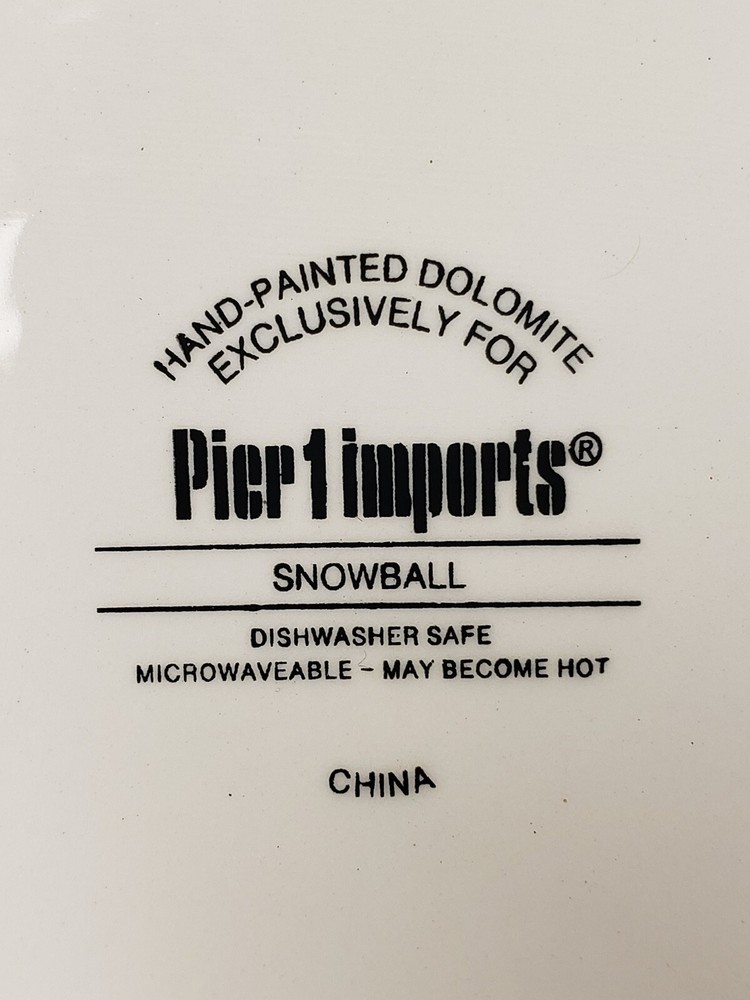 HAND-PAINTED DOLOMITE
EXCLUSIVELY FOR
Pier 1 imports®
SNOWBALL
DISHWASHER SAFE
MICROWAVEABLE – MAY BECOME HOT
CHINA